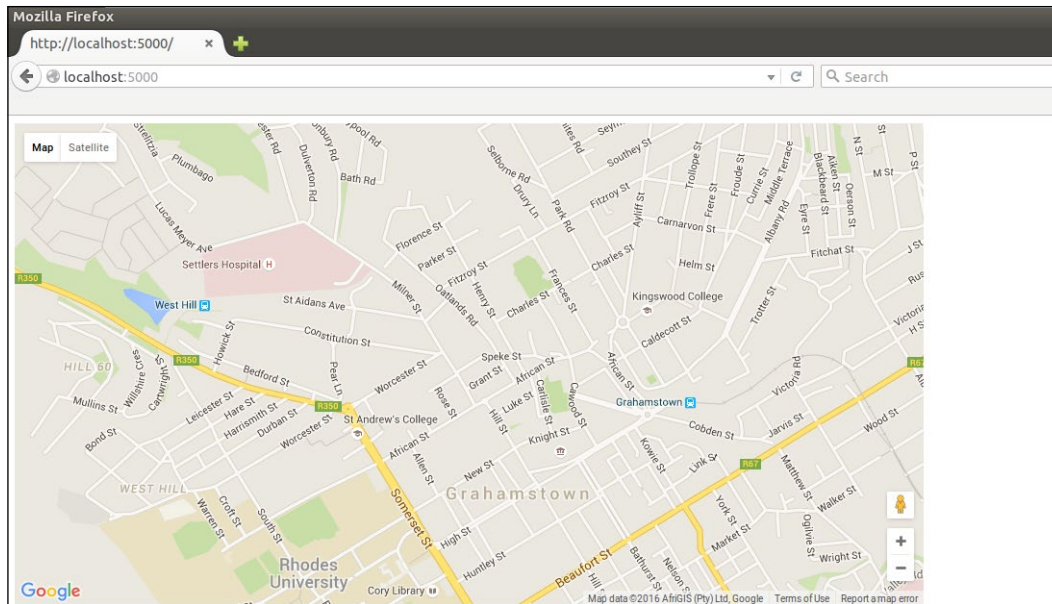 Mozilla Firefox
http://localhost:5000/
localhost:5000
Search
Map
Satellite
Strelitzia
Plumbago
Dulverton Rd
Bath Rd
Selborne Rd
Drury Ln
Southey St
Trollope St
Frere St
Froude St
Currie St
Middle Terrace
Albany Rd
Blackbeard St
Aiken St
Oerson St
N St
P St
M St
Eyre St
Fitzroy St
Park Rd
Ayliff St
Carnarvon St
Lucas Meyer Ave
Florence St
Parker St
Fitzroy St
Charles St
Helm St
Fitchat St
J St
Settlers Hospital
H
R350
West Hill
St Aidans Ave
Milner St
Oatlands Rd
Henry St
Charles St
Frances St
Kingswood College
Trotter St
Caldecott St
Howick St
Constitution St
R350
HILL 60
Willshire Cres
Cartwright St
Bedford St
Pear Ln
Worcester St
Speke St
Grant St
African St
African St
Victoria Rd
Mullins St
Leicester St
Hare St
Harrismith St
Durban St
Worcester St
R350
St Andrew's College
Rose St
Luke St
Carlisle St
Cawood St
Hill St
Knight St
Grahamstown
Cobden St
Jarvis St
Wood St
Bond St
African St
Allen St
New St
Kowie St
Link St
R67
Matthew St
Walker St
WEST HILL
Grahamstown
Warren St
Croft St
South St
Somerset St
High St
York St
Market St
Ogilvie St
Wright St
Rhodes
University
Huntley St
Beaufort St
Bathurst St
Nelson St
Cory Library
Google
Map data ©2016 AfriGIS (Pty) Ltd, Google
Terms of Use
Report a map error